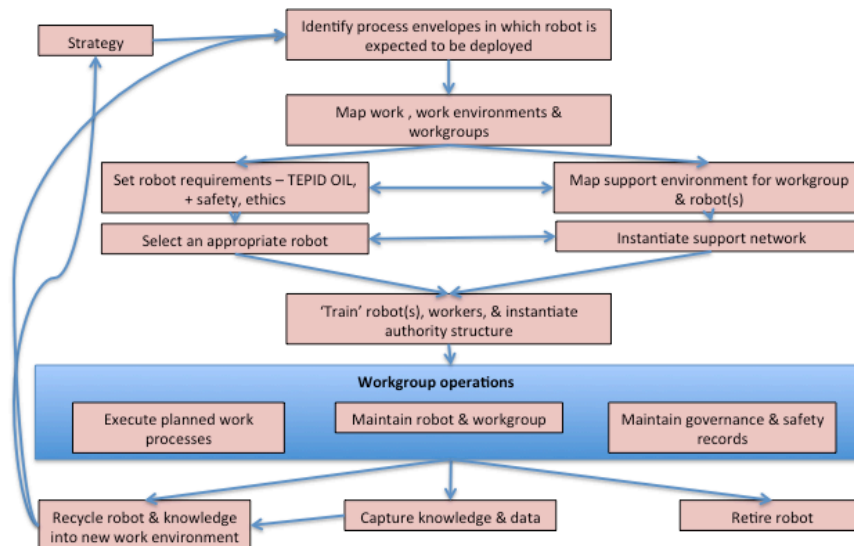 Strategy
Identify process envelopes in which robot is
expected to be deployed
Map work , work environments &
workgroups
Set robot requirements – TEPID OIL,
+ safety, ethics
Map support environment for workgroup
& robot(s)
Select an appropriate robot
Instantiate support network
‘Train’ robot(s), workers, & instantiate
authority structure
Workgroup operations
Execute planned work
processes
Maintain robot & workgroup
Maintain governance & safety
records
Recycle robot & knowledge
into new work environment
Capture knowledge & data
Retire robot